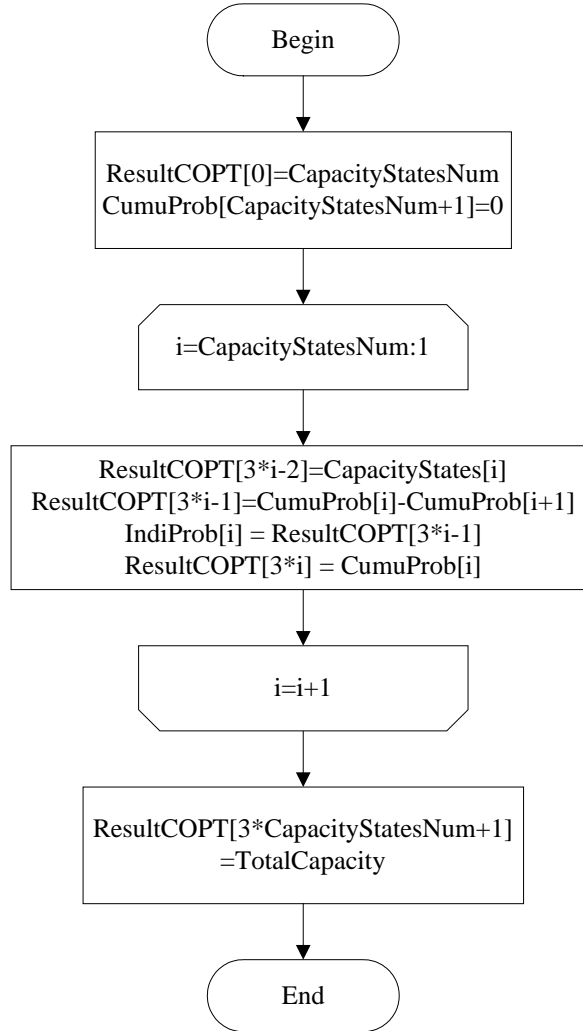 Begin
ResultCOPT[0]=CapacityStatesNum
CumuProb[CapacityStatesNum+1]=0
i=CapacityStatesNum:1
ResultCOPT[3*i-2]=CapacityStates[i]
ResultCOPT[3*i-1]=CumuProb[i]-CumuProb[i+1]
IndiProb[i] = ResultCOPT[3*i-1]
ResultCOPT[3*i] = CumuProb[i]
i=i+1
ResultCOPT[3*CapacityStatesNum+1]
=TotalCapacity
End